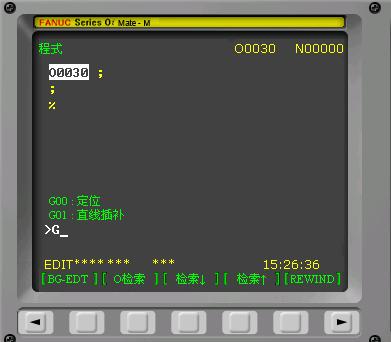 FANUC Series Oi Mate - M
程式 O0030 N00000
O0030 ;
;
%
G00 : 定位
G01 : 直线插补
>G_
EDIT******* *** 15:26:36
[BG-EDT][ O检索 ][ 检索↓ ][ 检索↑ ][REWIND]